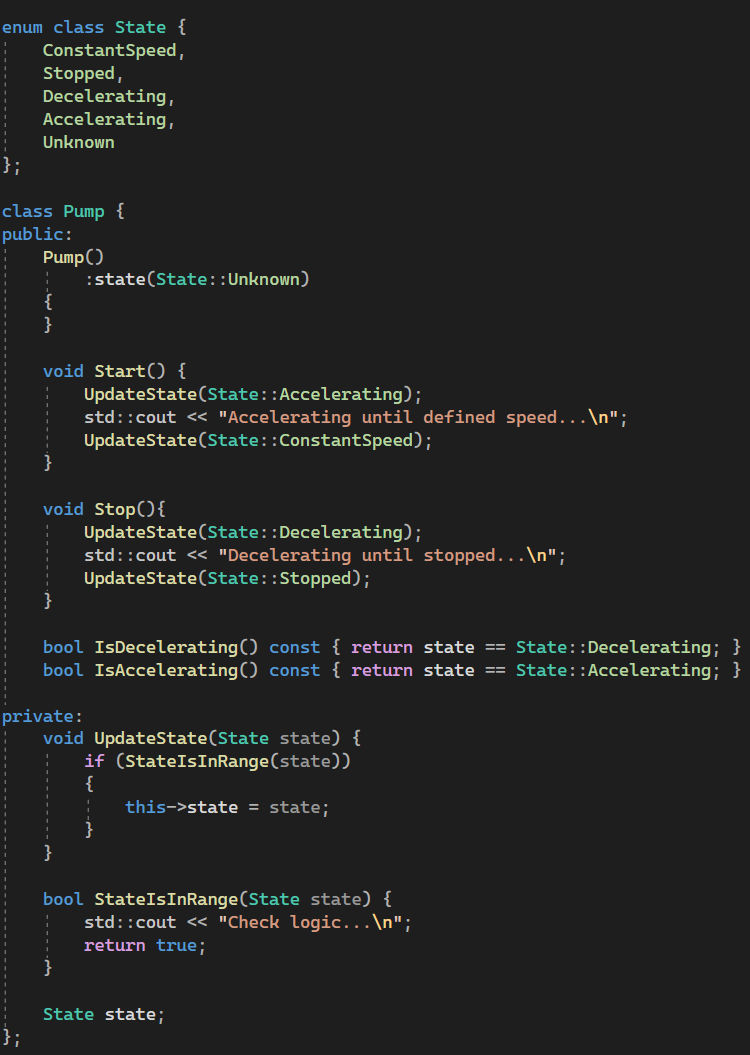 enum class State {
    ConstantSpeed,
    Stopped,
    Decelerating,
    Accelerating,
    Unknown
};

class Pump {
public:
    Pump()
        :state(State::Unknown)
    {
    }

    void Start() {
        UpdateState(State::Accelerating);
        std::cout << "Accelerating until defined speed...\n";
        UpdateState(State::ConstantSpeed);
    }

    void Stop(){
        UpdateState(State::Decelerating);
        std::cout << "Decelerating until stopped...\n";
        UpdateState(State::Stopped);
    }

    bool IsDecelerating() const { return state == State::Decelerating; }
    bool IsAccelerating() const { return state == State::Accelerating; }

private:
    void UpdateState(State state) {
        if (StateIsInRange(state))
        {
            this->state = state;
        }
    }

    bool StateIsInRange(State state) {
        std::cout << "Check logic...\n";
        return true;
    }

    State state;
};